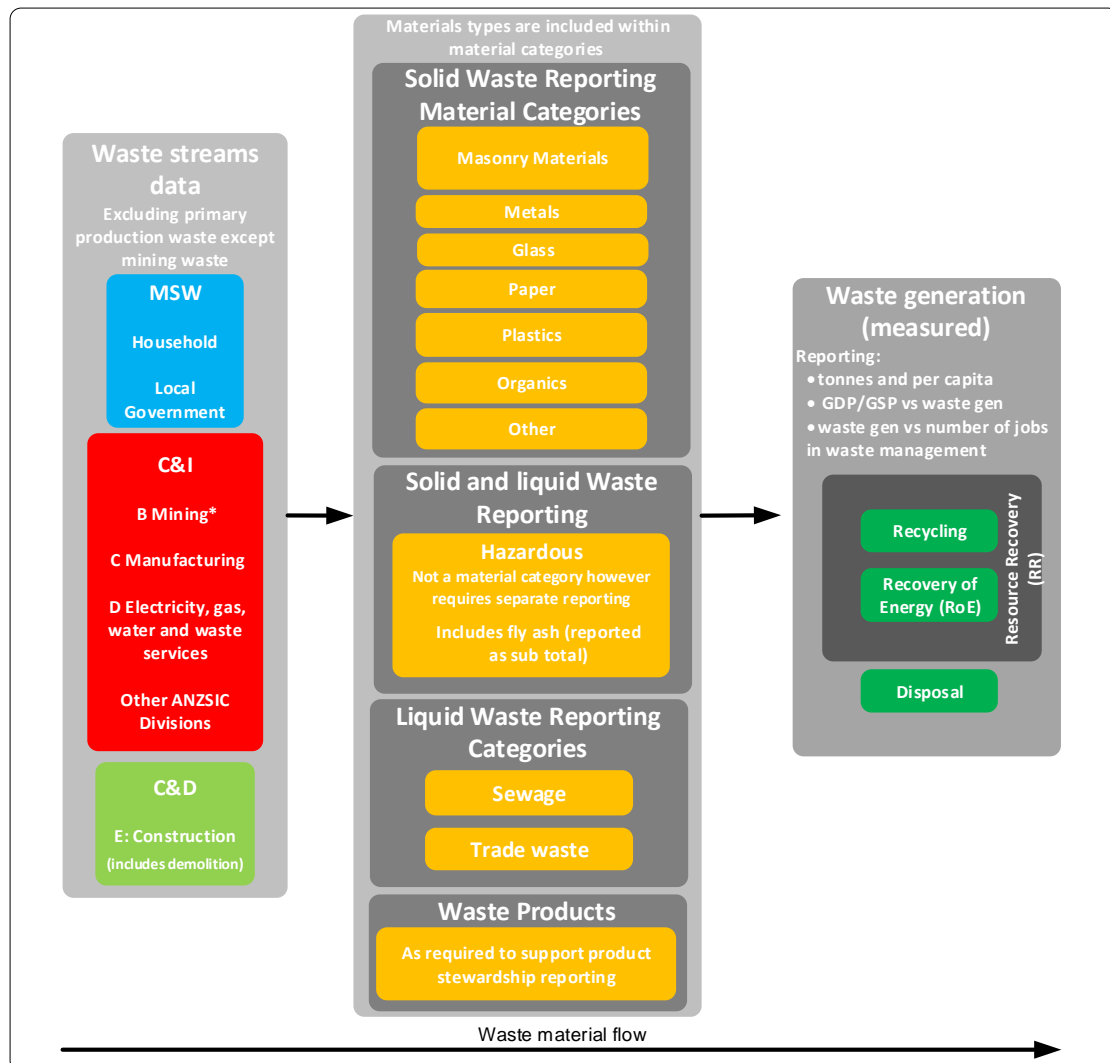 Waste streams
data
Excluding primary
production waste except
mining waste
MSW
Household
Local
Government
C&I
B Mining*
C Manufacturing
D Electricity, gas,
water and waste
services
Other ANZSIC
Divisions
C&D
E: Construction
(includes demolition)
Materials types are included within
material categories
Solid Waste Reporting
Material Categories
Masonry Materials
Metals
Glass
Paper
Plastics
Organics
Other
Solid and liquid Waste
Reporting
Hazardous
Not a material category however
requires separate reporting
Includes fly ash (reported
as sub total)
Liquid Waste Reporting
Categories
Sewage
Trade waste
Waste Products
As required to support product
stewardship reporting
Waste generation
(measured)
Reporting:
• tonnes and per capita
• GDP/GSP vs waste gen
• waste gen vs number of jobs
in waste management
Recycling
Recovery of
Energy (RoE)
Resource Recovery
(RR)
Disposal
Waste material flow